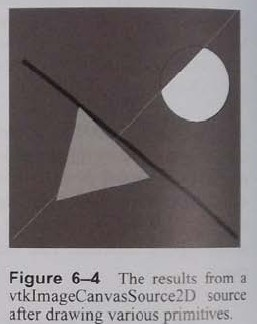 Figure 6–4 The results from a
vtkImageCanvasSource2D source
after drawing various primitives.